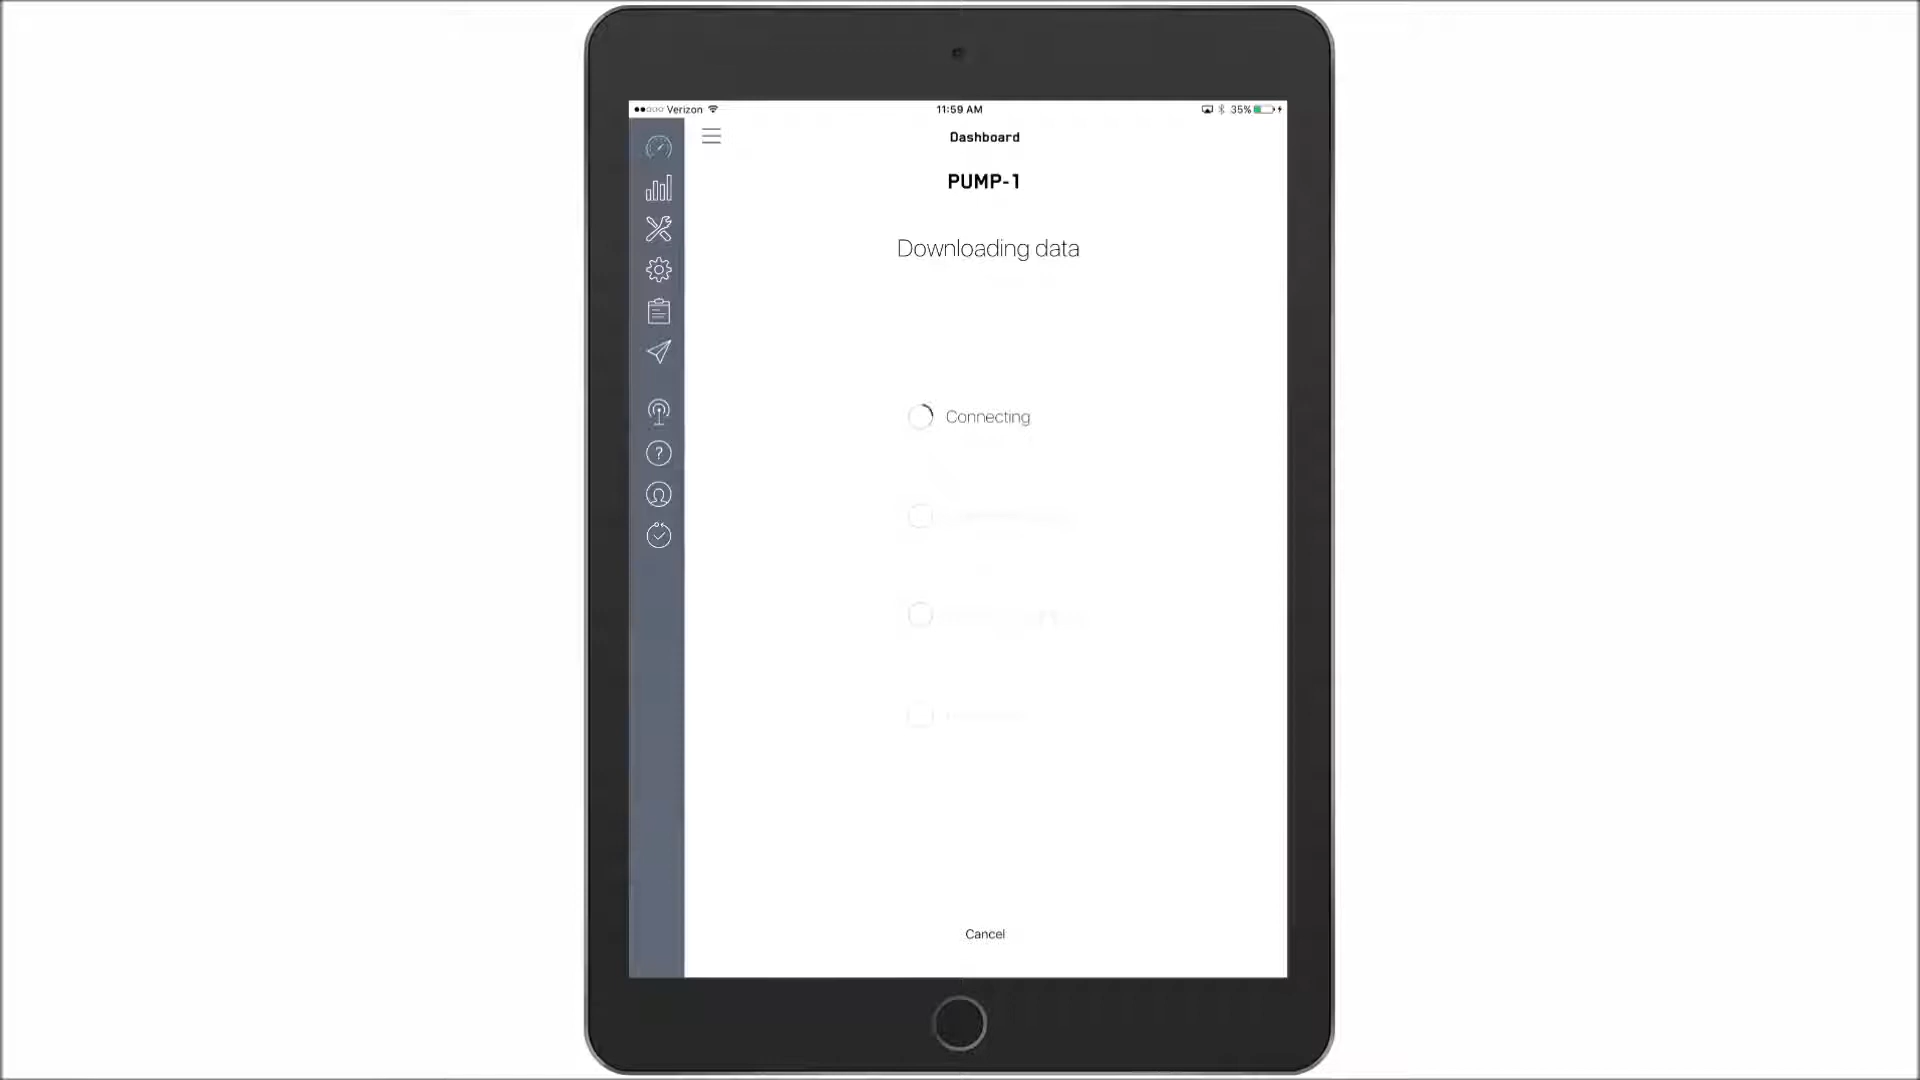 Verizon 11:59 AM 35%
Dashboard
PUMP-1
Downloading data
Connecting
?
Cancel